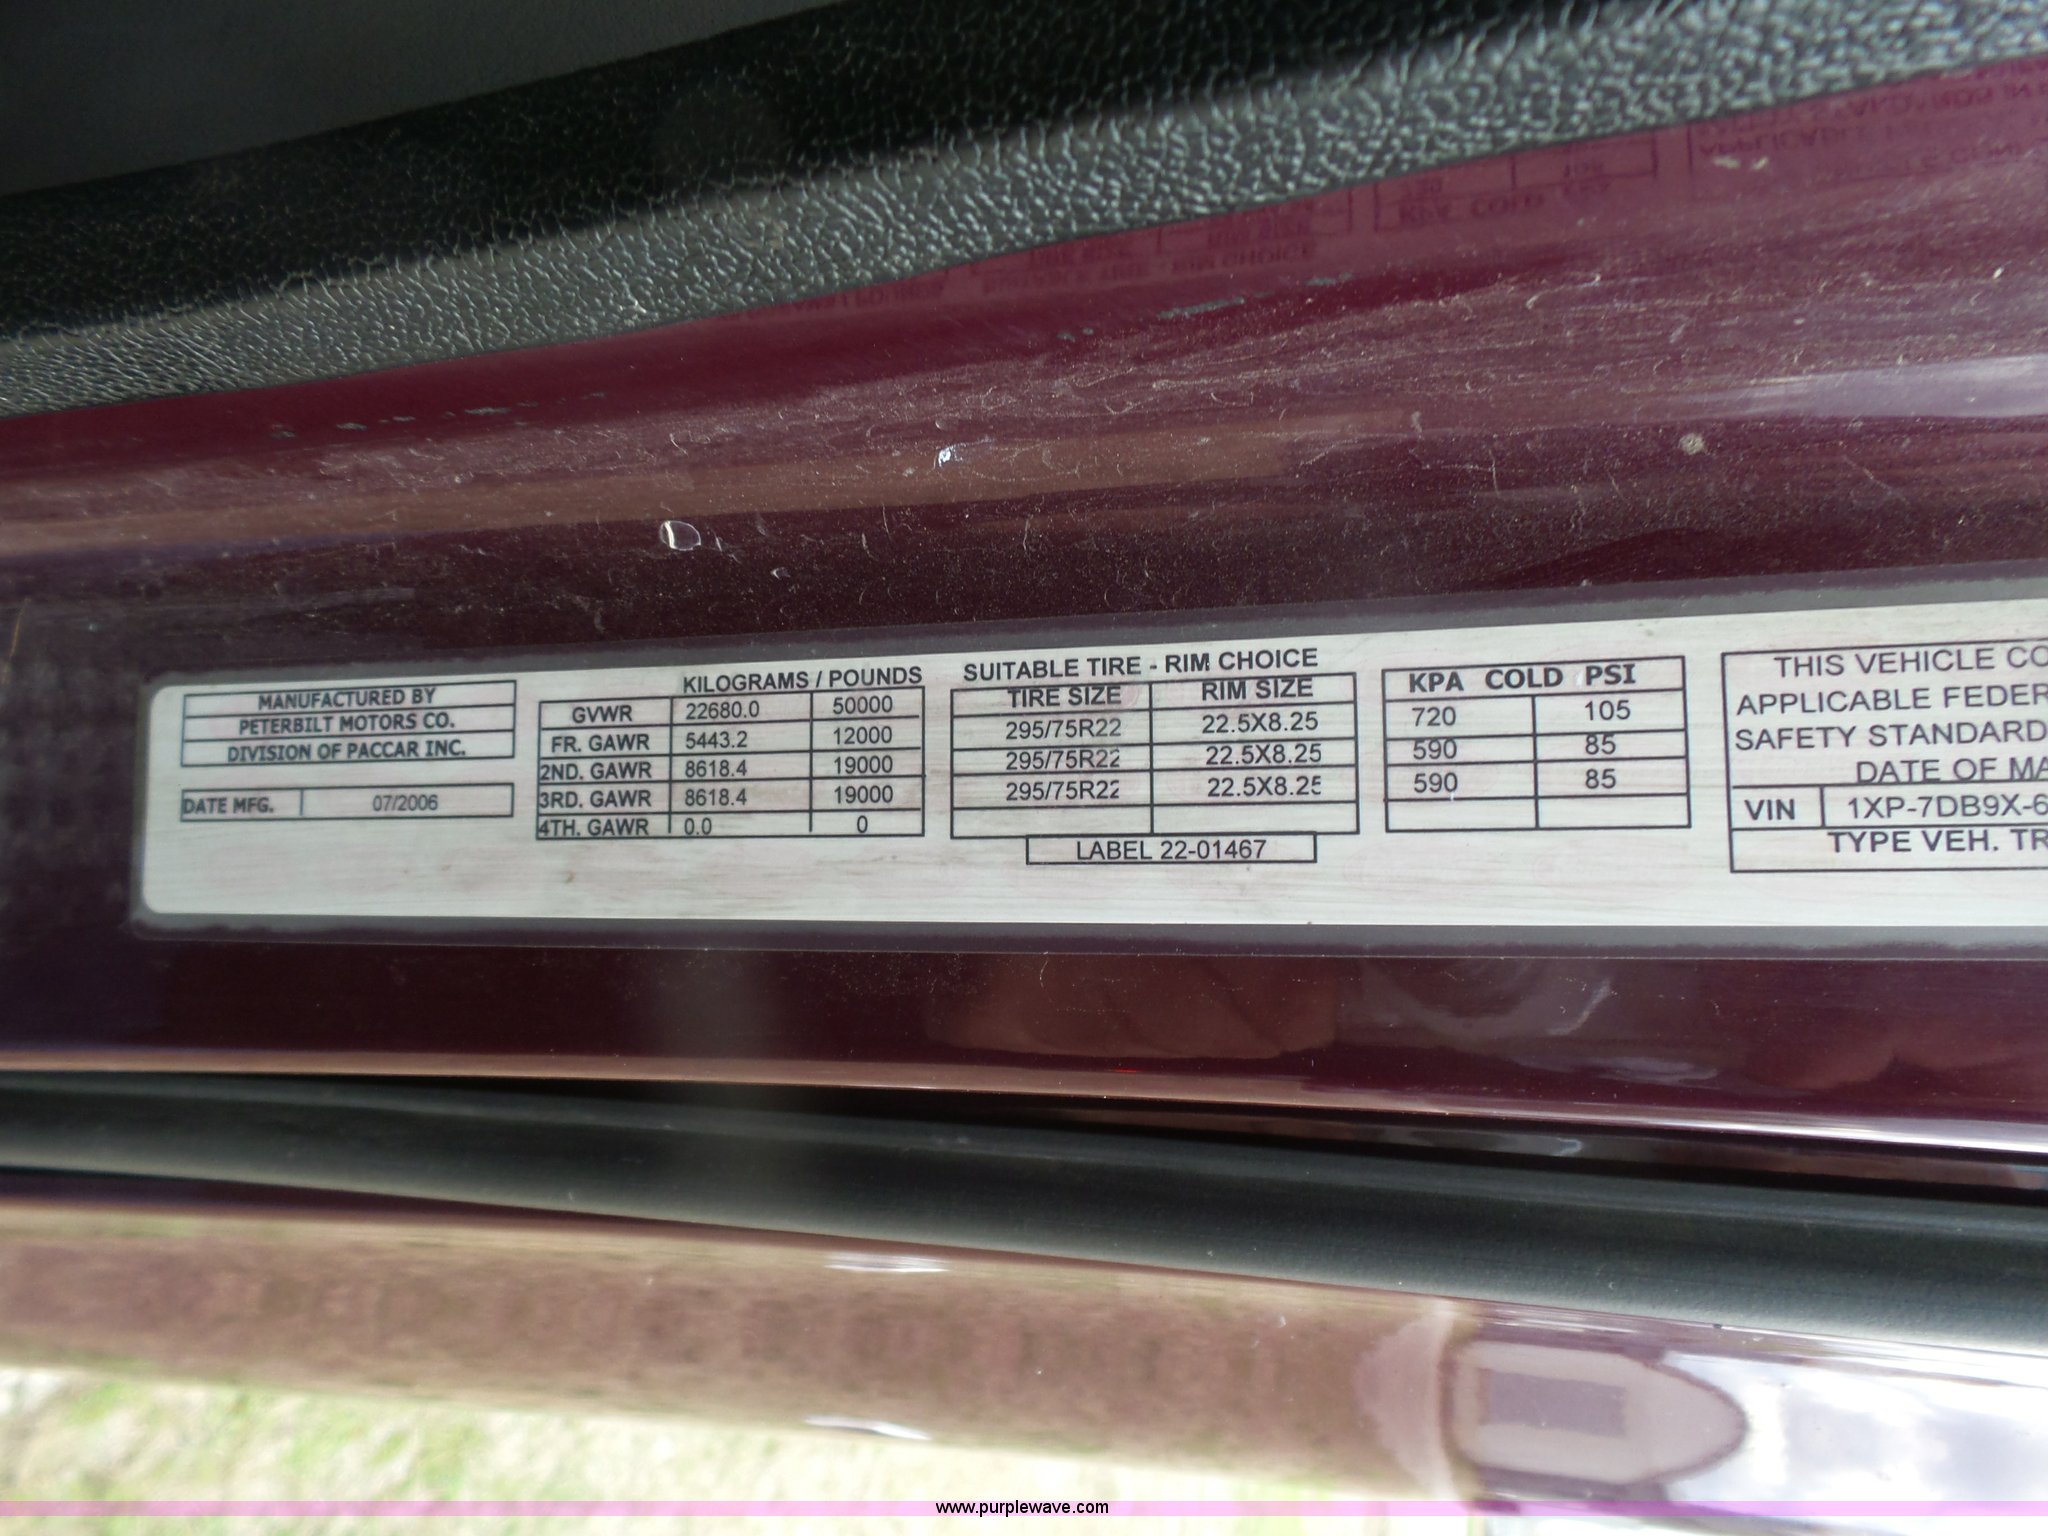 MANUFACTURED BY
PETERBILT MOTORS CO.
DIVISION OF PACCAR INC.
DATE MFG. 07/2006
KILOGRAMS / POUNDS
GVWR 22680.0 50000
FR. GAWR 5443.2 12000
2ND. GAWR 8618.4 19000
3RD. GAWR 8618.4 19000
4TH. GAWR 0.0 0
SUITABLE TIRE - RIM CHOICE
TIRE SIZE RIM SIZE
295/75R22 22.5X8.25
295/75R22 22.5X8.25
295/75R22 22.5X8.25
LABEL 22-01467
KPA COLD PSI
720 105
590 85
590 85
THIS VEHICLE CO
APPLICABLE FEDER
SAFETY STANDARD
DATE OF MA
VIN 1XP-7DB9X-6
TYPE VEH. TR
www.purplewave.com